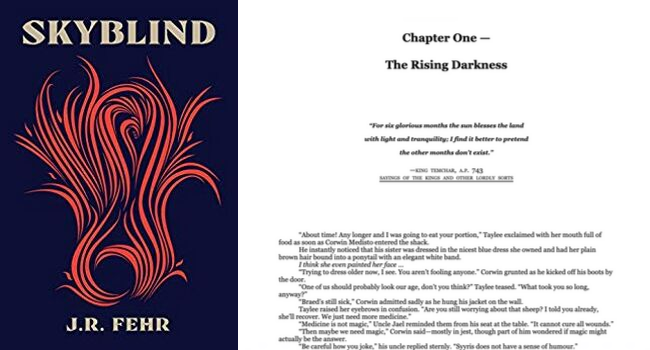 SKYBLIND
J.R. FEHR
Chapter One —
The Rising Darkness
"For six glorious months the sun blesses the land
with light and tranquility; I find it better to pretend
the other months don't exist."
—KING TEMCHAR, A.P. 743
SAYINGS OF THE KINGS AND OTHER LORDLY SORTS
"About time! Any longer and I was going to eat your portion," Taylee exclaimed with her mouth full of
food as soon as Corwin Medisto entered the shack.
He instantly noticed that his sister was dressed in the nicest blue dress she owned and had her plain
brown hair bound into a ponytail with an elegant white band.
I think she even painted her face ...
"Trying to dress older now, I see. You aren't fooling anyone." Corwin grunted as he kicked off his boots by
the door.
"One of us should probably look our age, don't you think?" Taylee teased. "What took you so long,
anyway?"
"Braed's still sick," Corwin admitted sadly as he hung his jacket on the wall.
Taylee raised her eyebrows in confusion. "Are you still worrying about that sheep? I told you already,
she'll recover. We just need more medicine."
"Medicine is not magic," Uncle Jael reminded them from his seat at the table. "It cannot cure all wounds."
"Then maybe we need some magic," Corwin said—mostly in jest, though part of him wondered if magic might
actually be the answer.
"Be careful how you joke," his uncle replied sternly. "Syyris does not have a sense of humour."